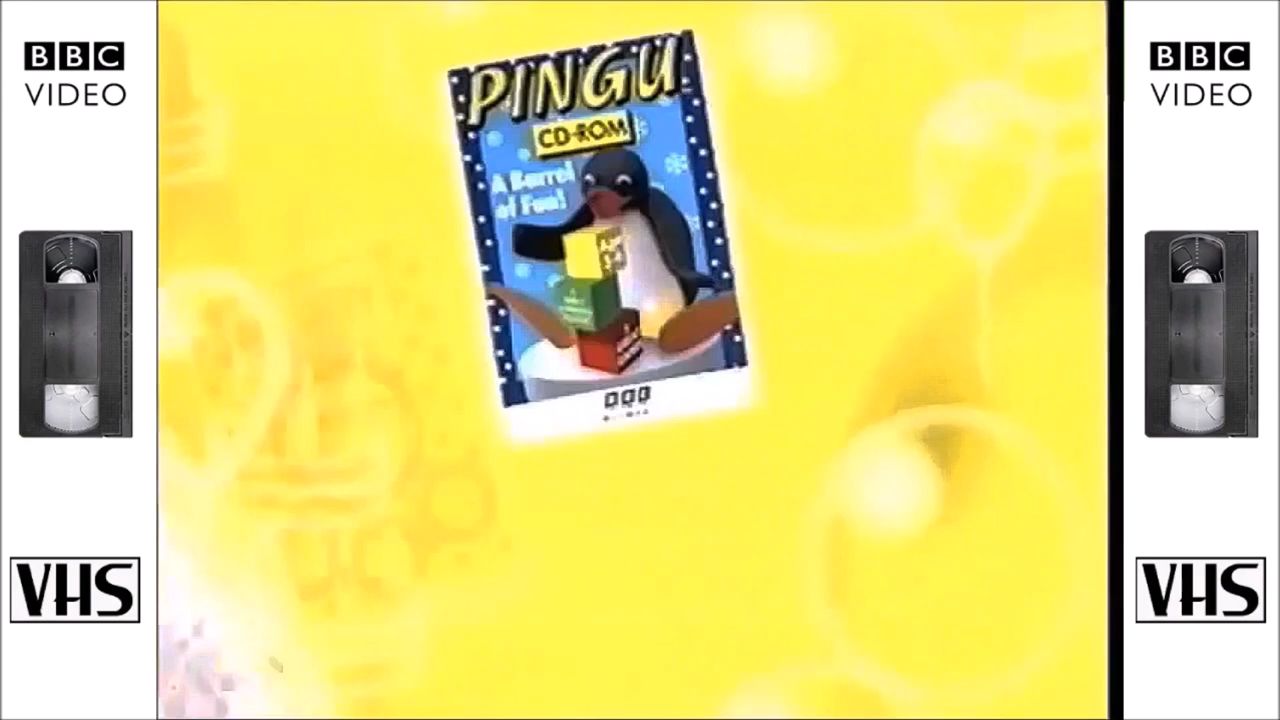 BBC
VIDEO
VHS
PINGU
CD-ROM
A Barrel
of Fun!
BBC
VIDEO
VHS